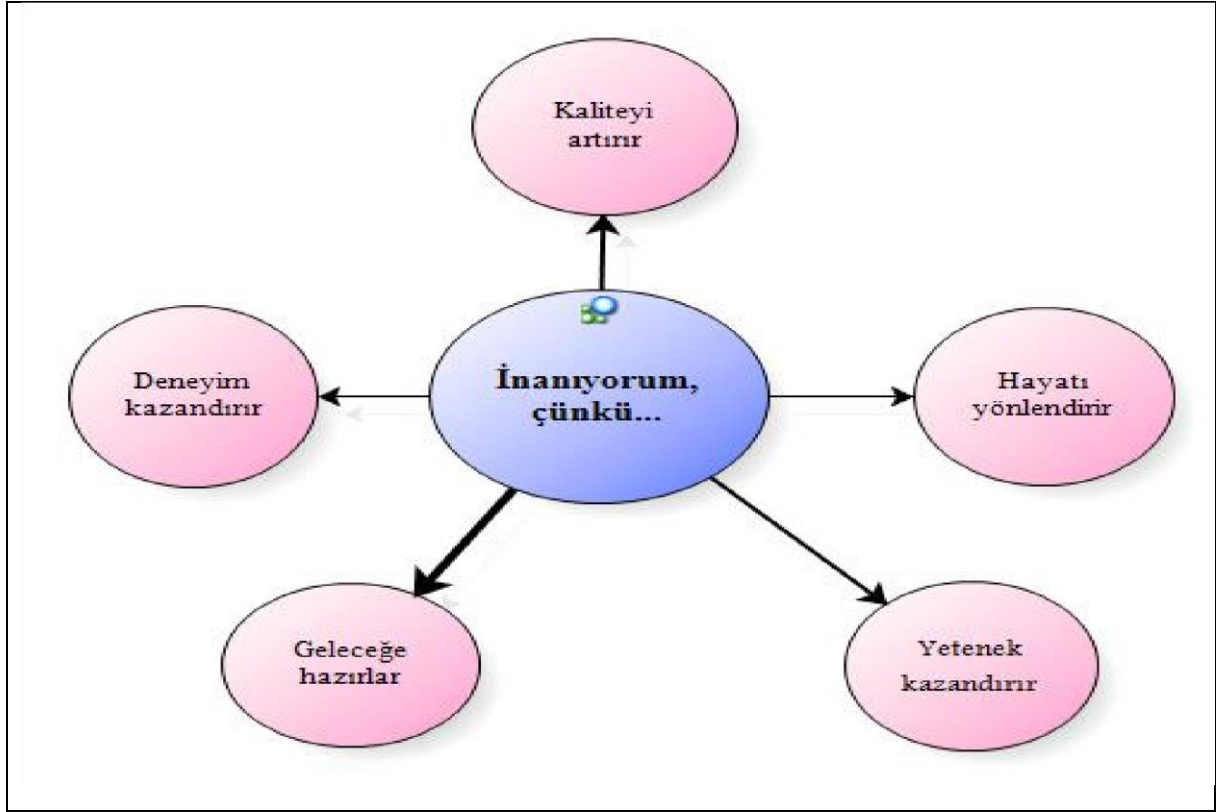 Kaliteyi
artırır
İnanıyorum,
çünkü...
Deneyim
kazandırır
Hayatı
yönlendirir
Geleceğe
hazırlar
Yetenek
kazandırır